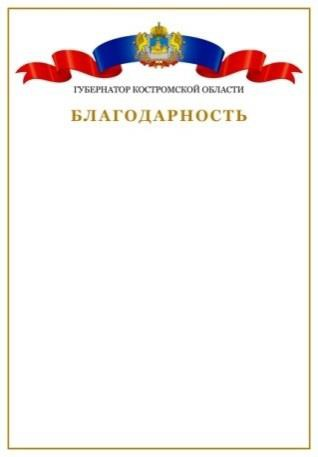 ГУБЕРНАТОР КОСТРОМСКОЙ ОБЛАСТИ
БЛАГОДАРНОСТЬ